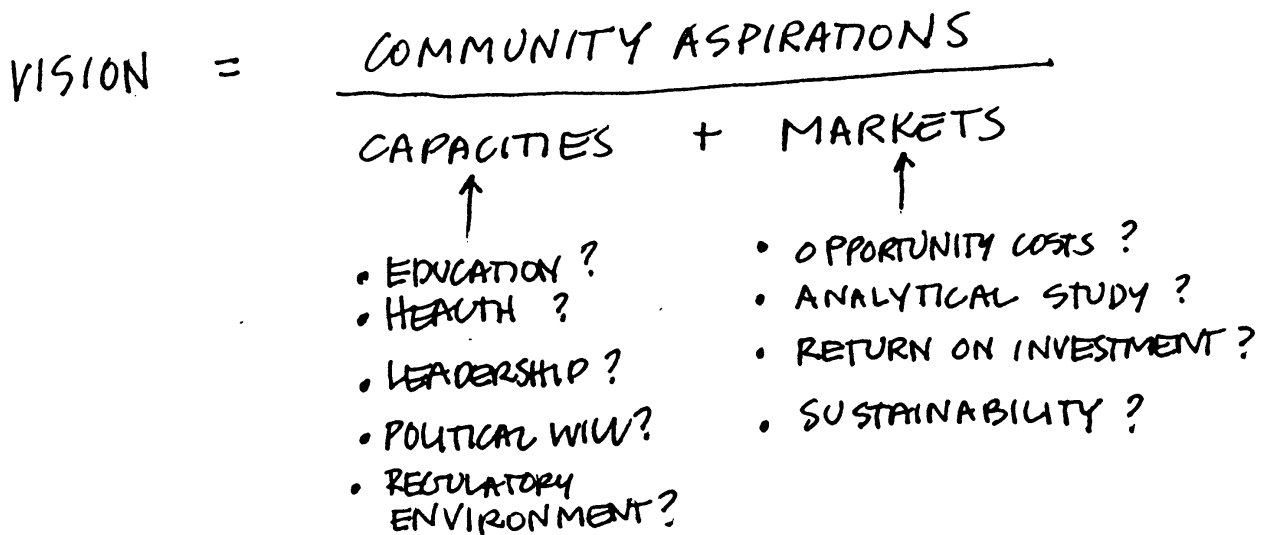 VISION = COMMUNITY ASPIRATIONS
CAPACITIES + MARKETS
• EDUCATION ?
• HEALTH ?
• LEADERSHIP ?
• POLITICAL WILL?
• REGULATORY
ENVIRONMENT?
• OPPORTUNITY COSTS ?
• ANALYTICAL STUDY ?
• RETURN ON INVESTMENT ?
• SUSTAINABILITY ?